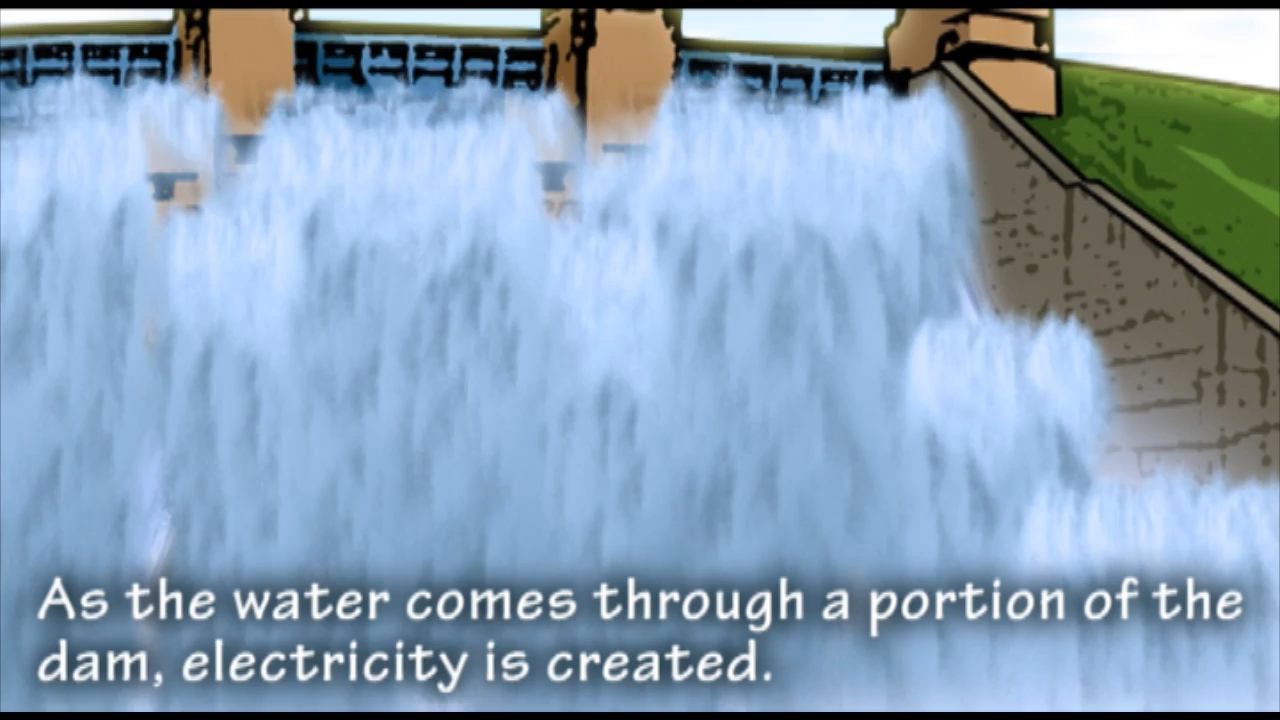 As the water comes through a portion of the
dam, electricity is created.